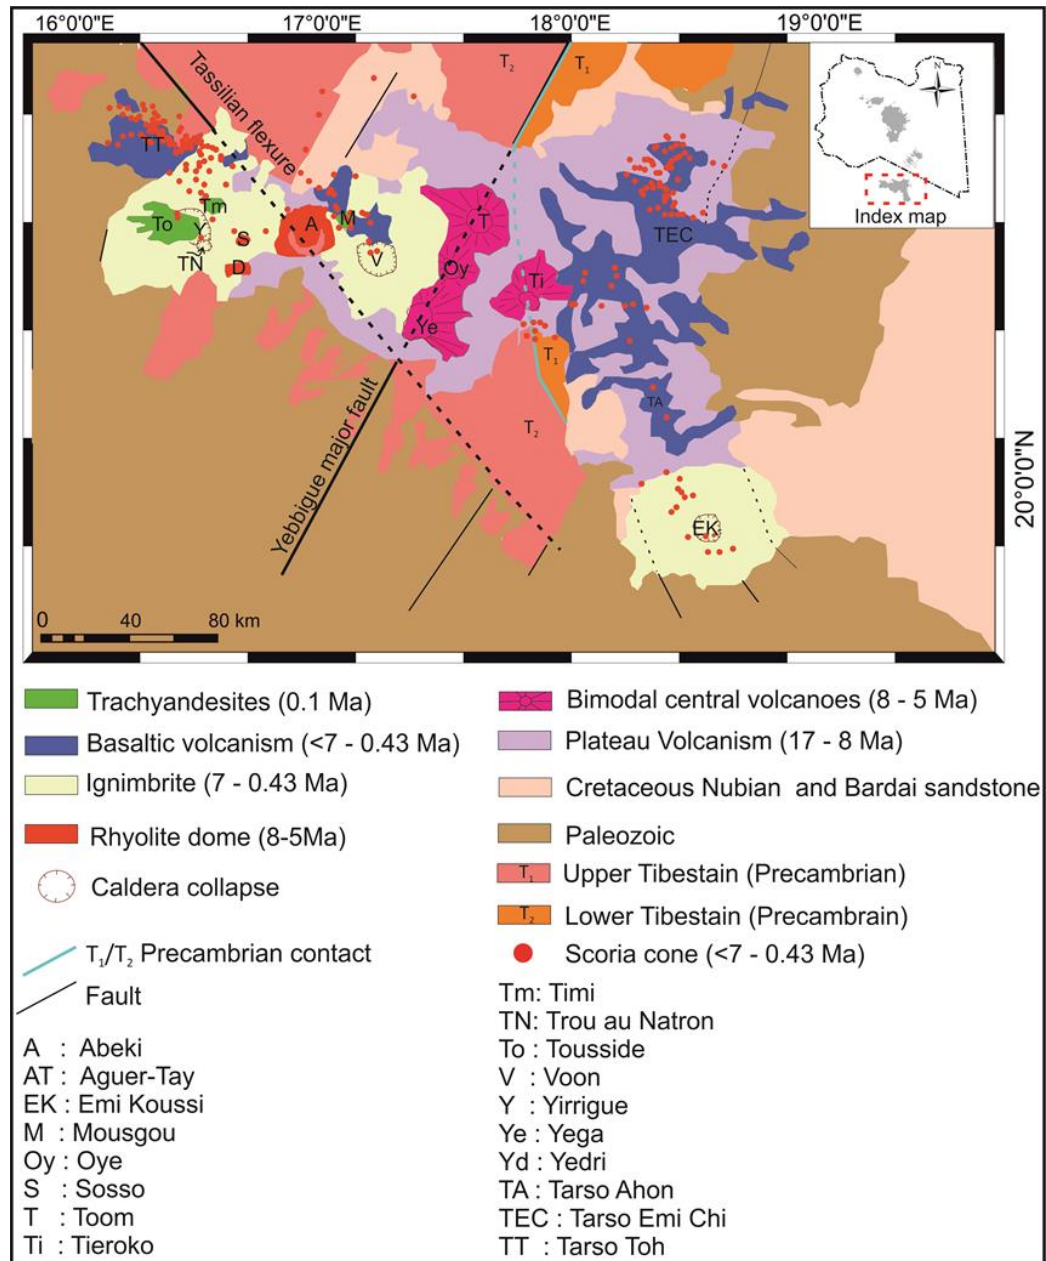 16°0'0"E 17°0'0"E 18°0'0"E 19°0'0"E
T₂
T₁
N
Tassilian flexure
TT
Index map
Tm
To
Y
S
A
M
T
TEC
TN
D
V
Oy
Ti
Ye
T₁
TA
T₂
Yebbigue major fault
20°0'0"N
EK
0 40 80 km
Trachyandesites (0.1 Ma)
Basaltic volcanism (<7 - 0.43 Ma)
Ignimbrite (7 - 0.43 Ma)
Rhyolite dome (8-5Ma)
Caldera collapse
T₁/T₂ Precambrian contact
Fault
A : Abeki
AT : Aguer-Tay
EK : Emi Koussi
M : Mousgou
Oy : Oye
S : Sosso
T : Toom
Ti : Tieroko
Bimodal central volcanoes (8 - 5 Ma)
Plateau Volcanism (17 - 8 Ma)
Cretaceous Nubian and Bardai sandstone
Paleozoic
T₁ Upper Tibestain (Precambrian)
T₂ Lower Tibestain (Precambrain)
Scoria cone (<7 - 0.43 Ma)
Tm: Timi
TN: Trou au Natron
To : Tousside
V : Voon
Y : Yirrigue
Ye : Yega
Yd : Yedri
TA : Tarso Ahon
TEC : Tarso Emi Chi
TT : Tarso Toh